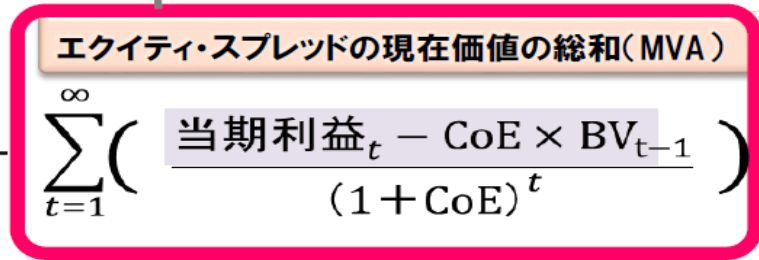 エクイティ・スプレッドの現在価値の総和(MVA)
∞
∑( 当期利益t − CoE × BVt−1 )
t=1 (1+CoE)t